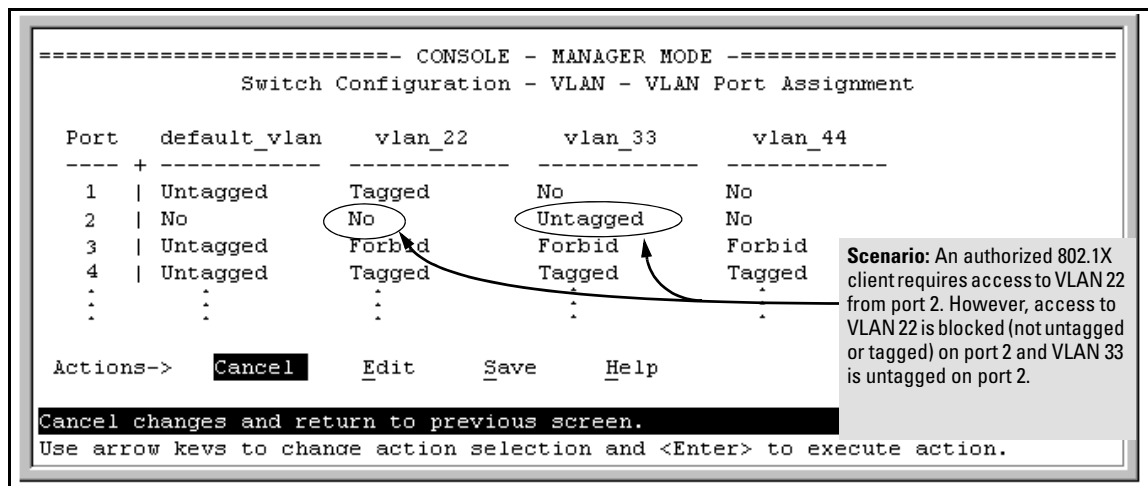 ============================- CONSOLE - MANAGER MODE -============================
Switch Configuration - VLAN - VLAN Port Assignment
Port default_vlan vlan_22 vlan_33 vlan_44
---- + ------------ ------------ ------------ ------------
1 | Untagged Tagged No No
2 | No No Untagged No
3 | Untagged Forbid Forbid Forbid
4 | Untagged Tagged Tagged Tagged
Scenario: An authorized 802.1X
client requires access to VLAN 22
from port 2. However, access to
VLAN 22 is blocked (not untagged
or tagged) on port 2 and VLAN 33
is untagged on port 2.
Actions-> Cancel Edit Save Help
Cancel changes and return to previous screen.
Use arrow keys to change action selection and <Enter> to execute action.